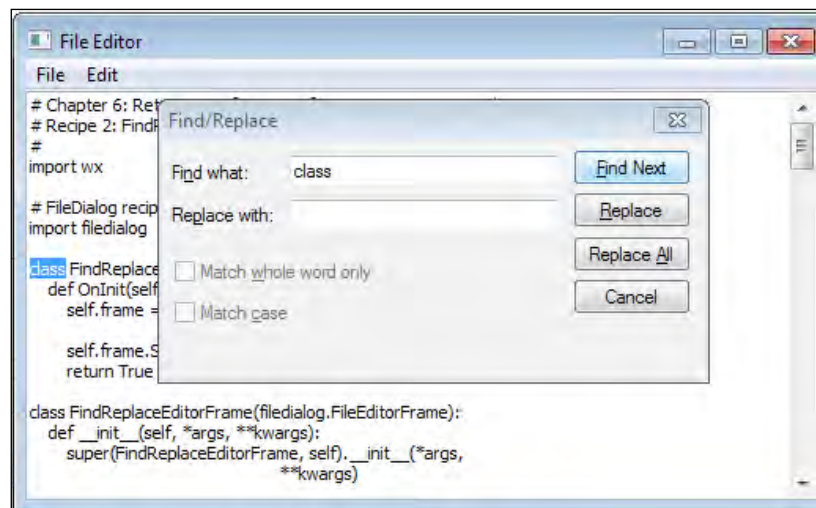 File Editor
File Edit
# Chapter 6: Ret
# Recipe 2: FindR
#
import wx
# FileDialog recip
import filedialog
class FindReplace
def OnInit(self
self.frame =
self.frame.S
return True
class FindReplaceEditorFrame(filedialog.FileEditorFrame):
def __init__(self, *args, **kwargs):
super(FindReplaceEditorFrame, self).__init__(*args,
**kwargs)
Find/Replace
Find what: class
Replace with:
Match whole word only
Match case
Find Next
Replace
Replace All
Cancel